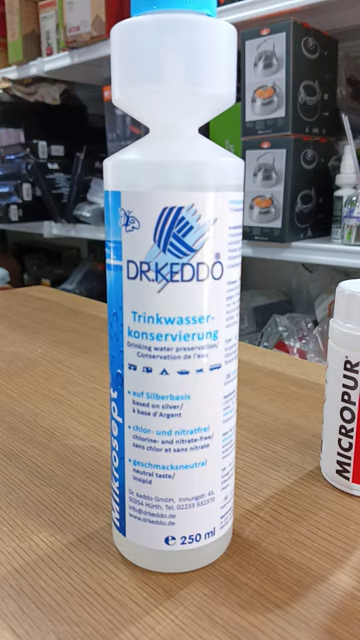 DR.KEDDO®
Trinkwasser-
konservierung
Drinking water preservation/
Conservation de l'eau
• auf Silberbasis
based on silver/
à base d'Argent
• chlor- und nitratfrei
chlorine- and nitrate-free/
sans chlor et sans nitrate
• geschmacksneutral
neutral taste/
insipid
Dr. Keddo GmbH, Innungstr. 45,
50354 Hürth, Tel. 02233 932370
info@drkeddo.de
www.drkeddo.de
℮ 250 ml
Mikrosept
MICROPUR®